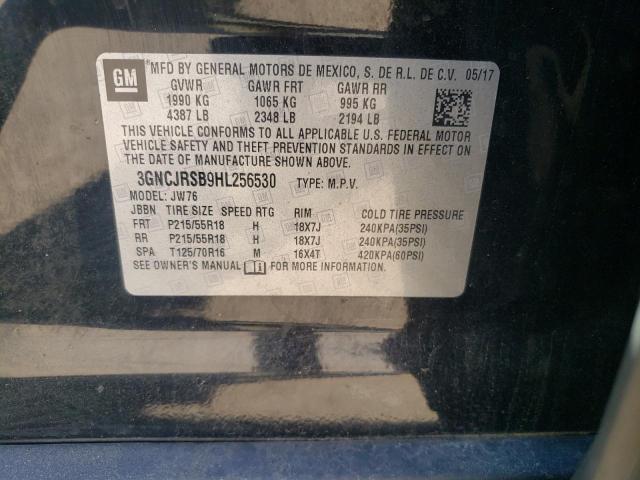 GM
®MFD BY GENERAL MOTORS DE MEXICO, S. DE R.L. DE C.V. 05/17
GVWR GAWR FRT GAWR RR
1990 KG 1065 KG 995 KG
4387 LB 2348 LB 2194 LB
THIS VEHICLE CONFORMS TO ALL APPLICABLE U.S. FEDERAL MOTOR
VEHICLE SAFETY AND THEFT PREVENTION STANDARDS IN EFFECT ON
THE DATE OF MANUFACTURE SHOWN ABOVE.
3GNCJRSB9HL256530 TYPE: M.P.V.
MODEL: JW76
JBBN TIRE SIZE SPEED RTG RIM COLD TIRE PRESSURE
FRT P215/55R18 H 18X7J 240KPA(35PSI)
RR P215/55R18 H 18X7J 240KPA(35PSI)
SPA T125/70R16 M 16X4T 420KPA(60PSI)
SEE OWNER'S MANUAL FOR MORE INFORMATION.